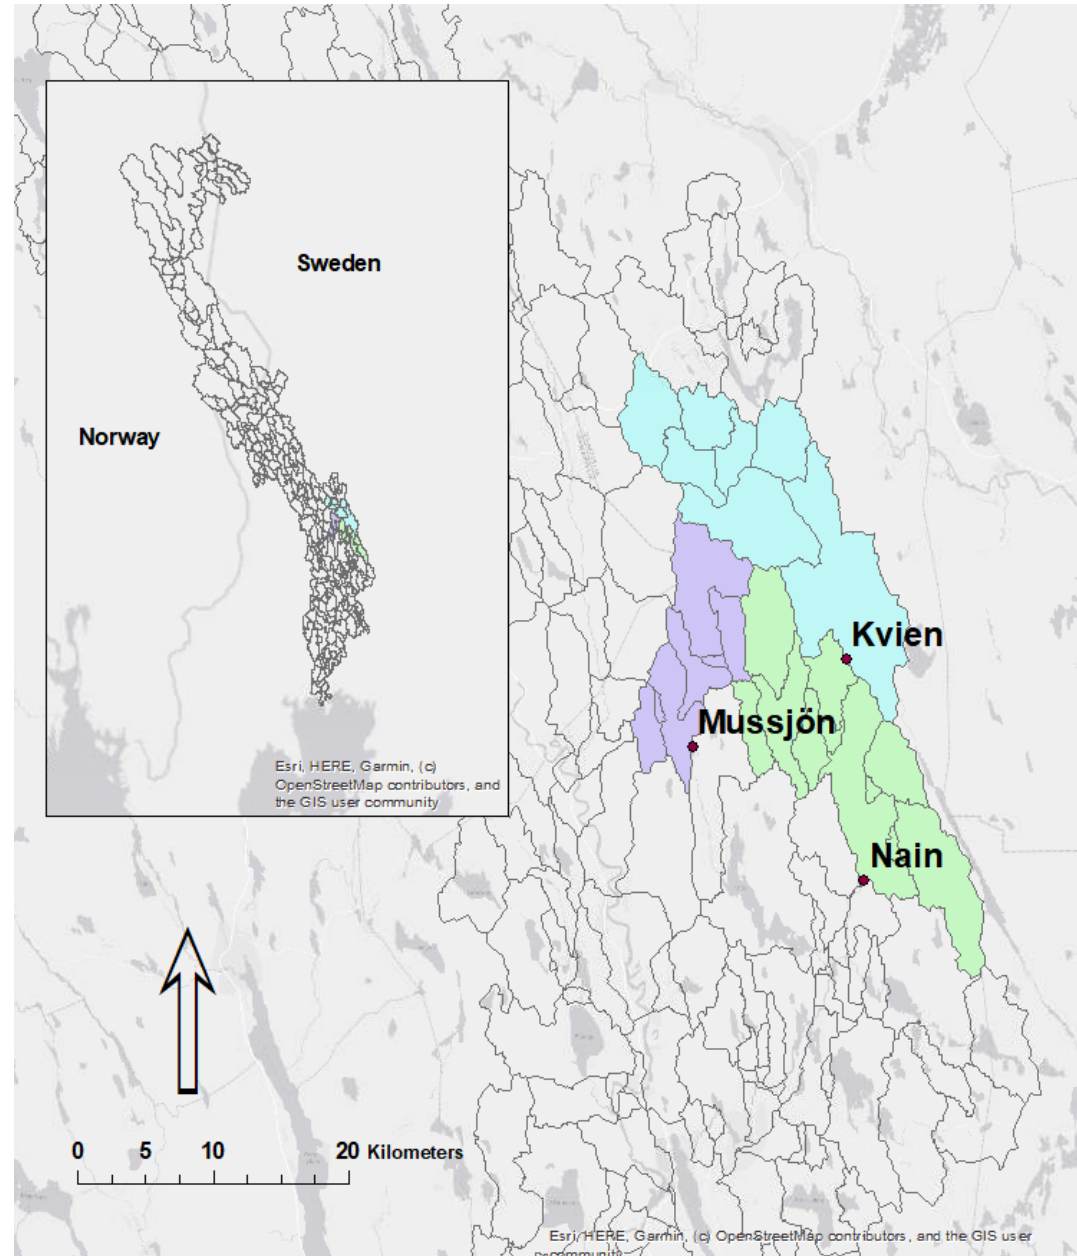 Sweden
Norway
Esri, HERE, Garmin, (c)
OpenStreetMap contributors, and
the GIS user community
Kvien
Mussjön
Nain
0 5 10 20 Kilometers
Esri, HERE, Garmin, (c) OpenStreetMap contributors, and the GIS user
community